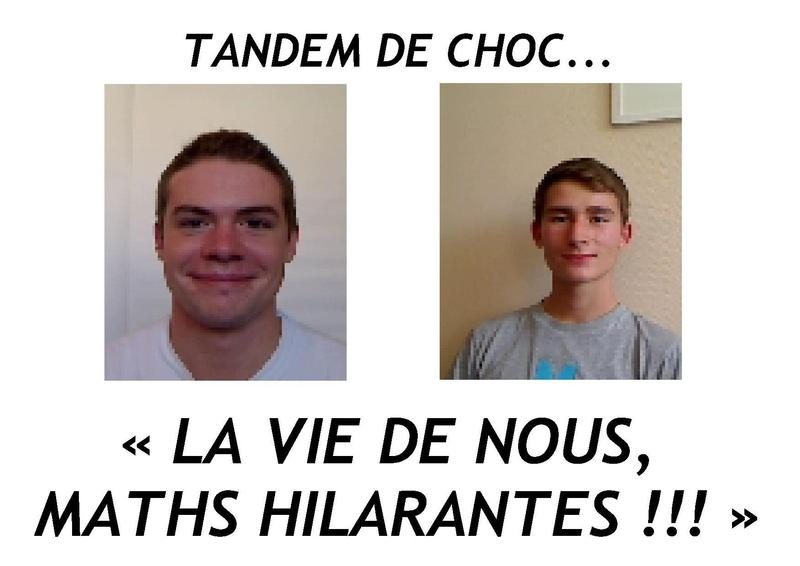 TANDEM DE CHOC...
« LA VIE DE NOUS,
MATHS HILARANTES !!! »